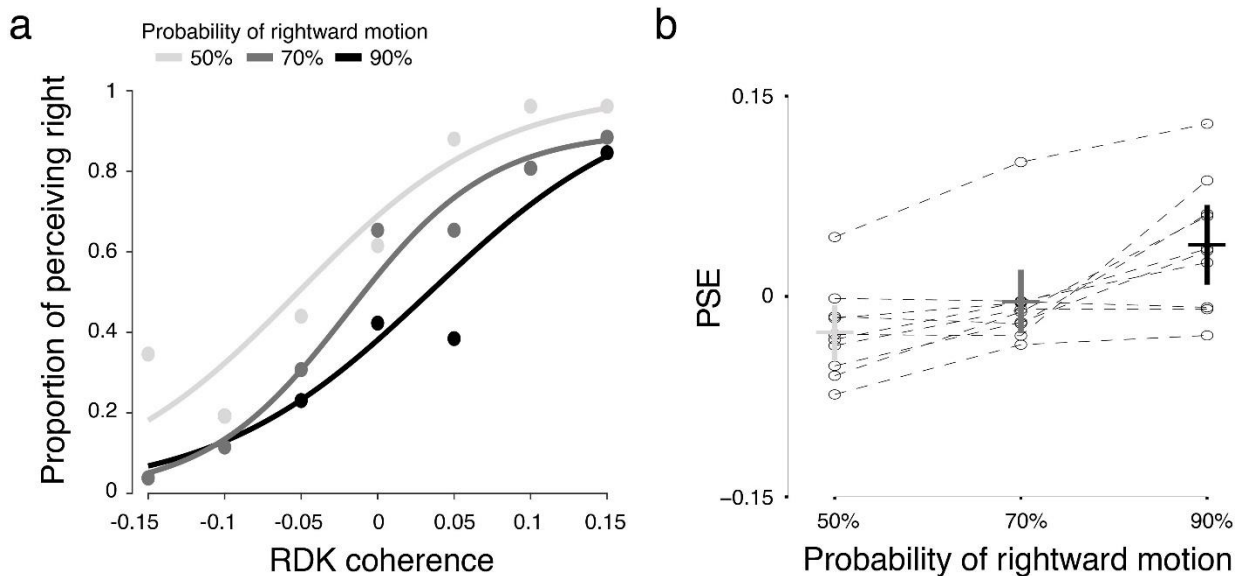 a
Probability of rightward motion
50% 70% 90%
Proportion of perceiving right
1
0.8
0.6
0.4
0.2
0
-0.15 -0.1 -0.05 0 0.05 0.1 0.15
RDK coherence
b
PSE
0.15
0
−0.15
50% 70% 90%
Probability of rightward motion